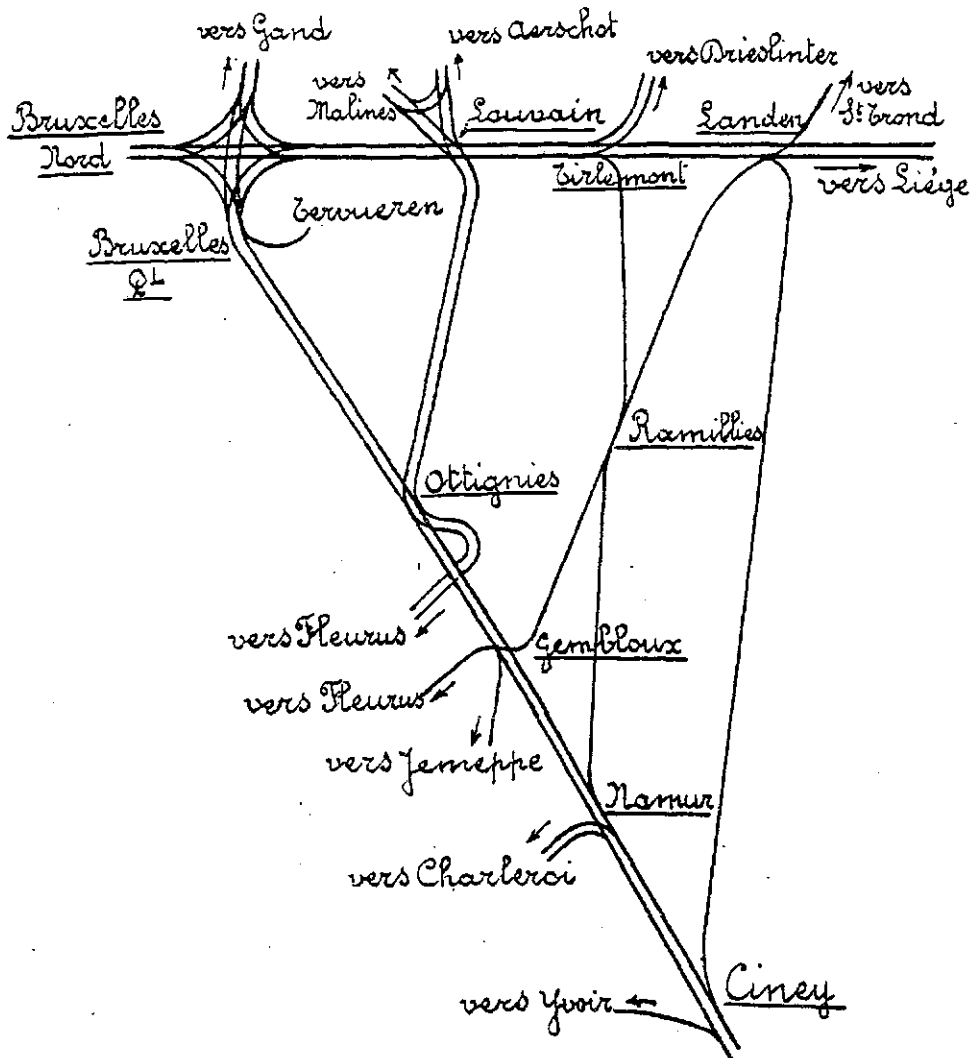 vers Gand
vers Aerschot
vers Drieslinter
vers
Malines
vers
St Trond
Bruxelles
Nord
Louvain
Landen
Tirlemont
vers Liége
Tervueren
Bruxelles
QL
Ramillies
Ottignies
vers Fleurus
Gembloux
vers Fleurus
vers Jemeppe
Namur
vers Charleroi
Ciney
vers Yvoir